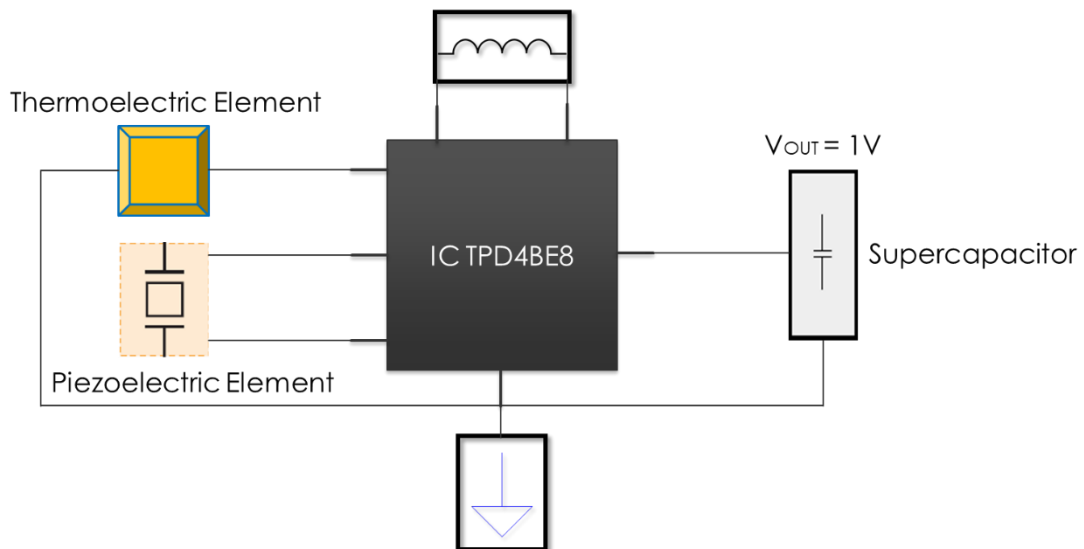 Thermoelectric Element
VOUT = 1V
IC TPD4BE8
Supercapacitor
Piezoelectric Element